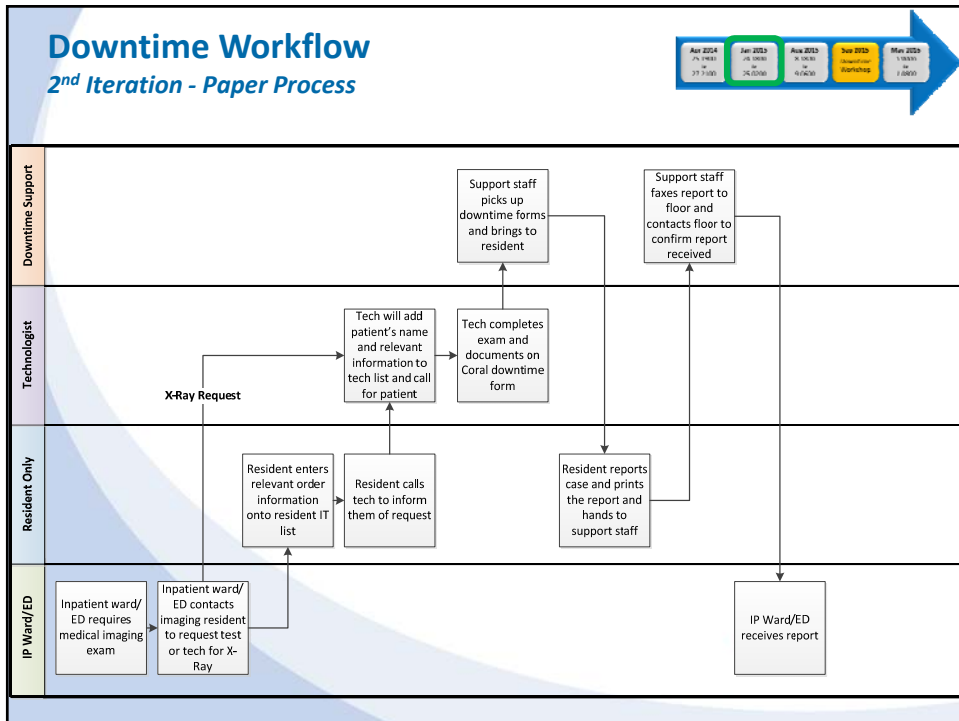 Downtime Workflow
2nd Iteration - Paper Process
Apr 2014
Jan 2015
Aug 2015
Sep 2015
May 2015
Downtime
Workshop
Downtime Support
Support staff
picks up
downtime forms
and brings to
resident
Support staff
faxes report to
floor and
contacts floor to
confirm report
received
Technologist
Tech will add
patient's name
and relevant
information to
tech list and call
for patient
Tech completes
exam and
documents on
Coral downtime
form
X-Ray Request
Resident Only
Resident enters
relevant order
information
onto resident IT
list
Resident calls
tech to inform
them of request
Resident reports
case and prints
the report and
hands to
support staff
IP Ward/ED
Inpatient ward/
ED requires
medical imaging
exam
Inpatient ward/
ED contacts
imaging resident
to request test
or tech for X-
Ray
IP Ward/ED
receives report